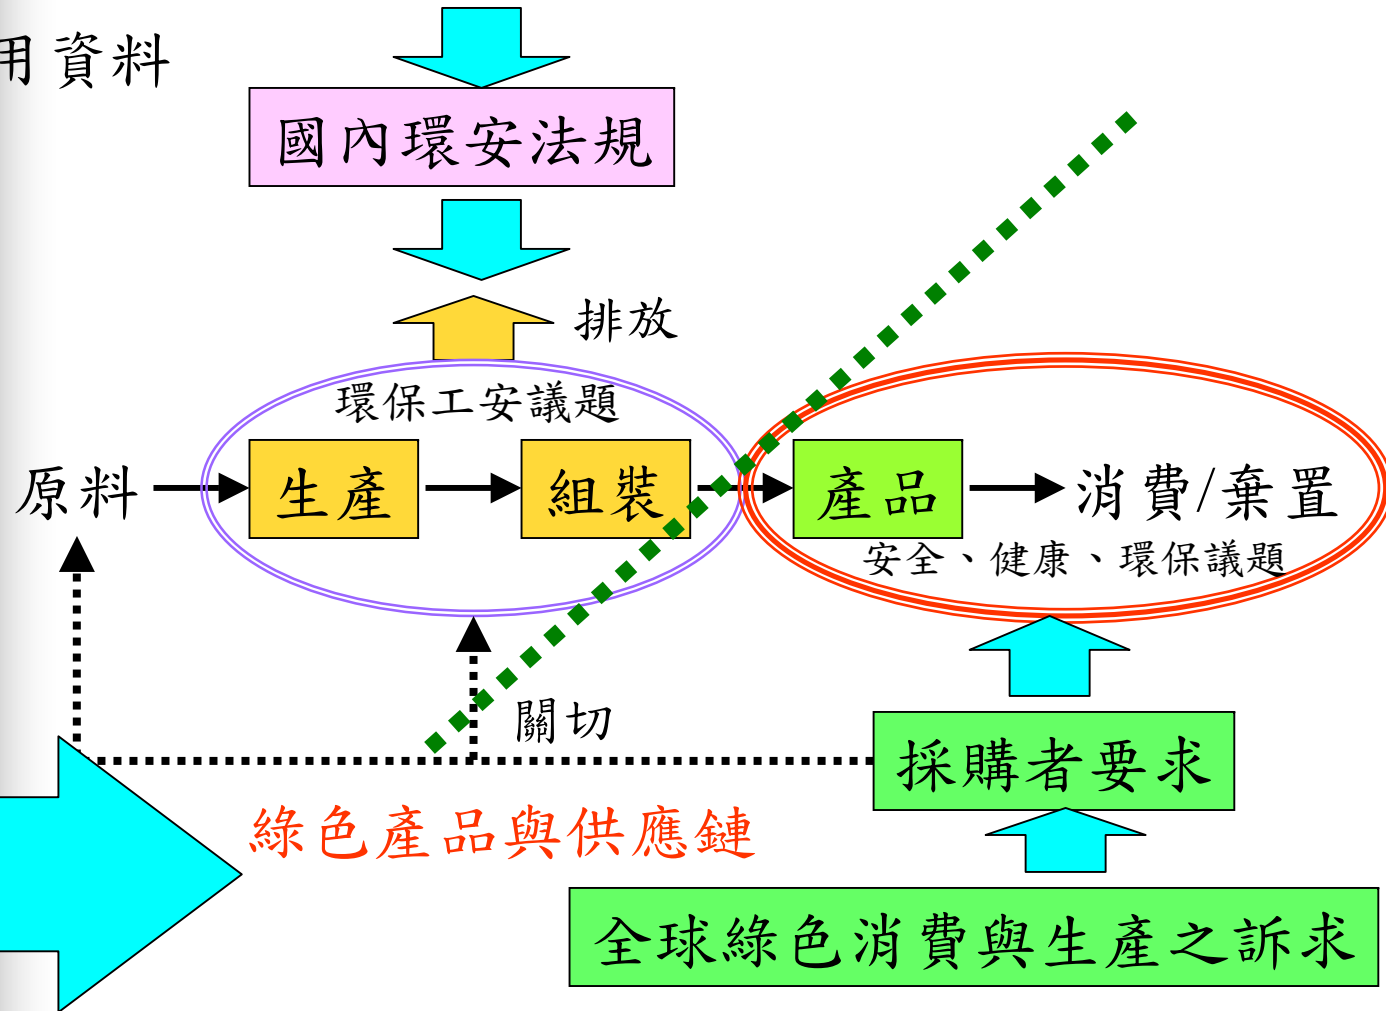 用資料
國內環安法規
排放
環保工安議題
原料
生產
組裝
產品
消費/棄置
安全、健康、環保議題
關切
採購者要求
綠色產品與供應鏈
全球綠色消費與生產之訴求